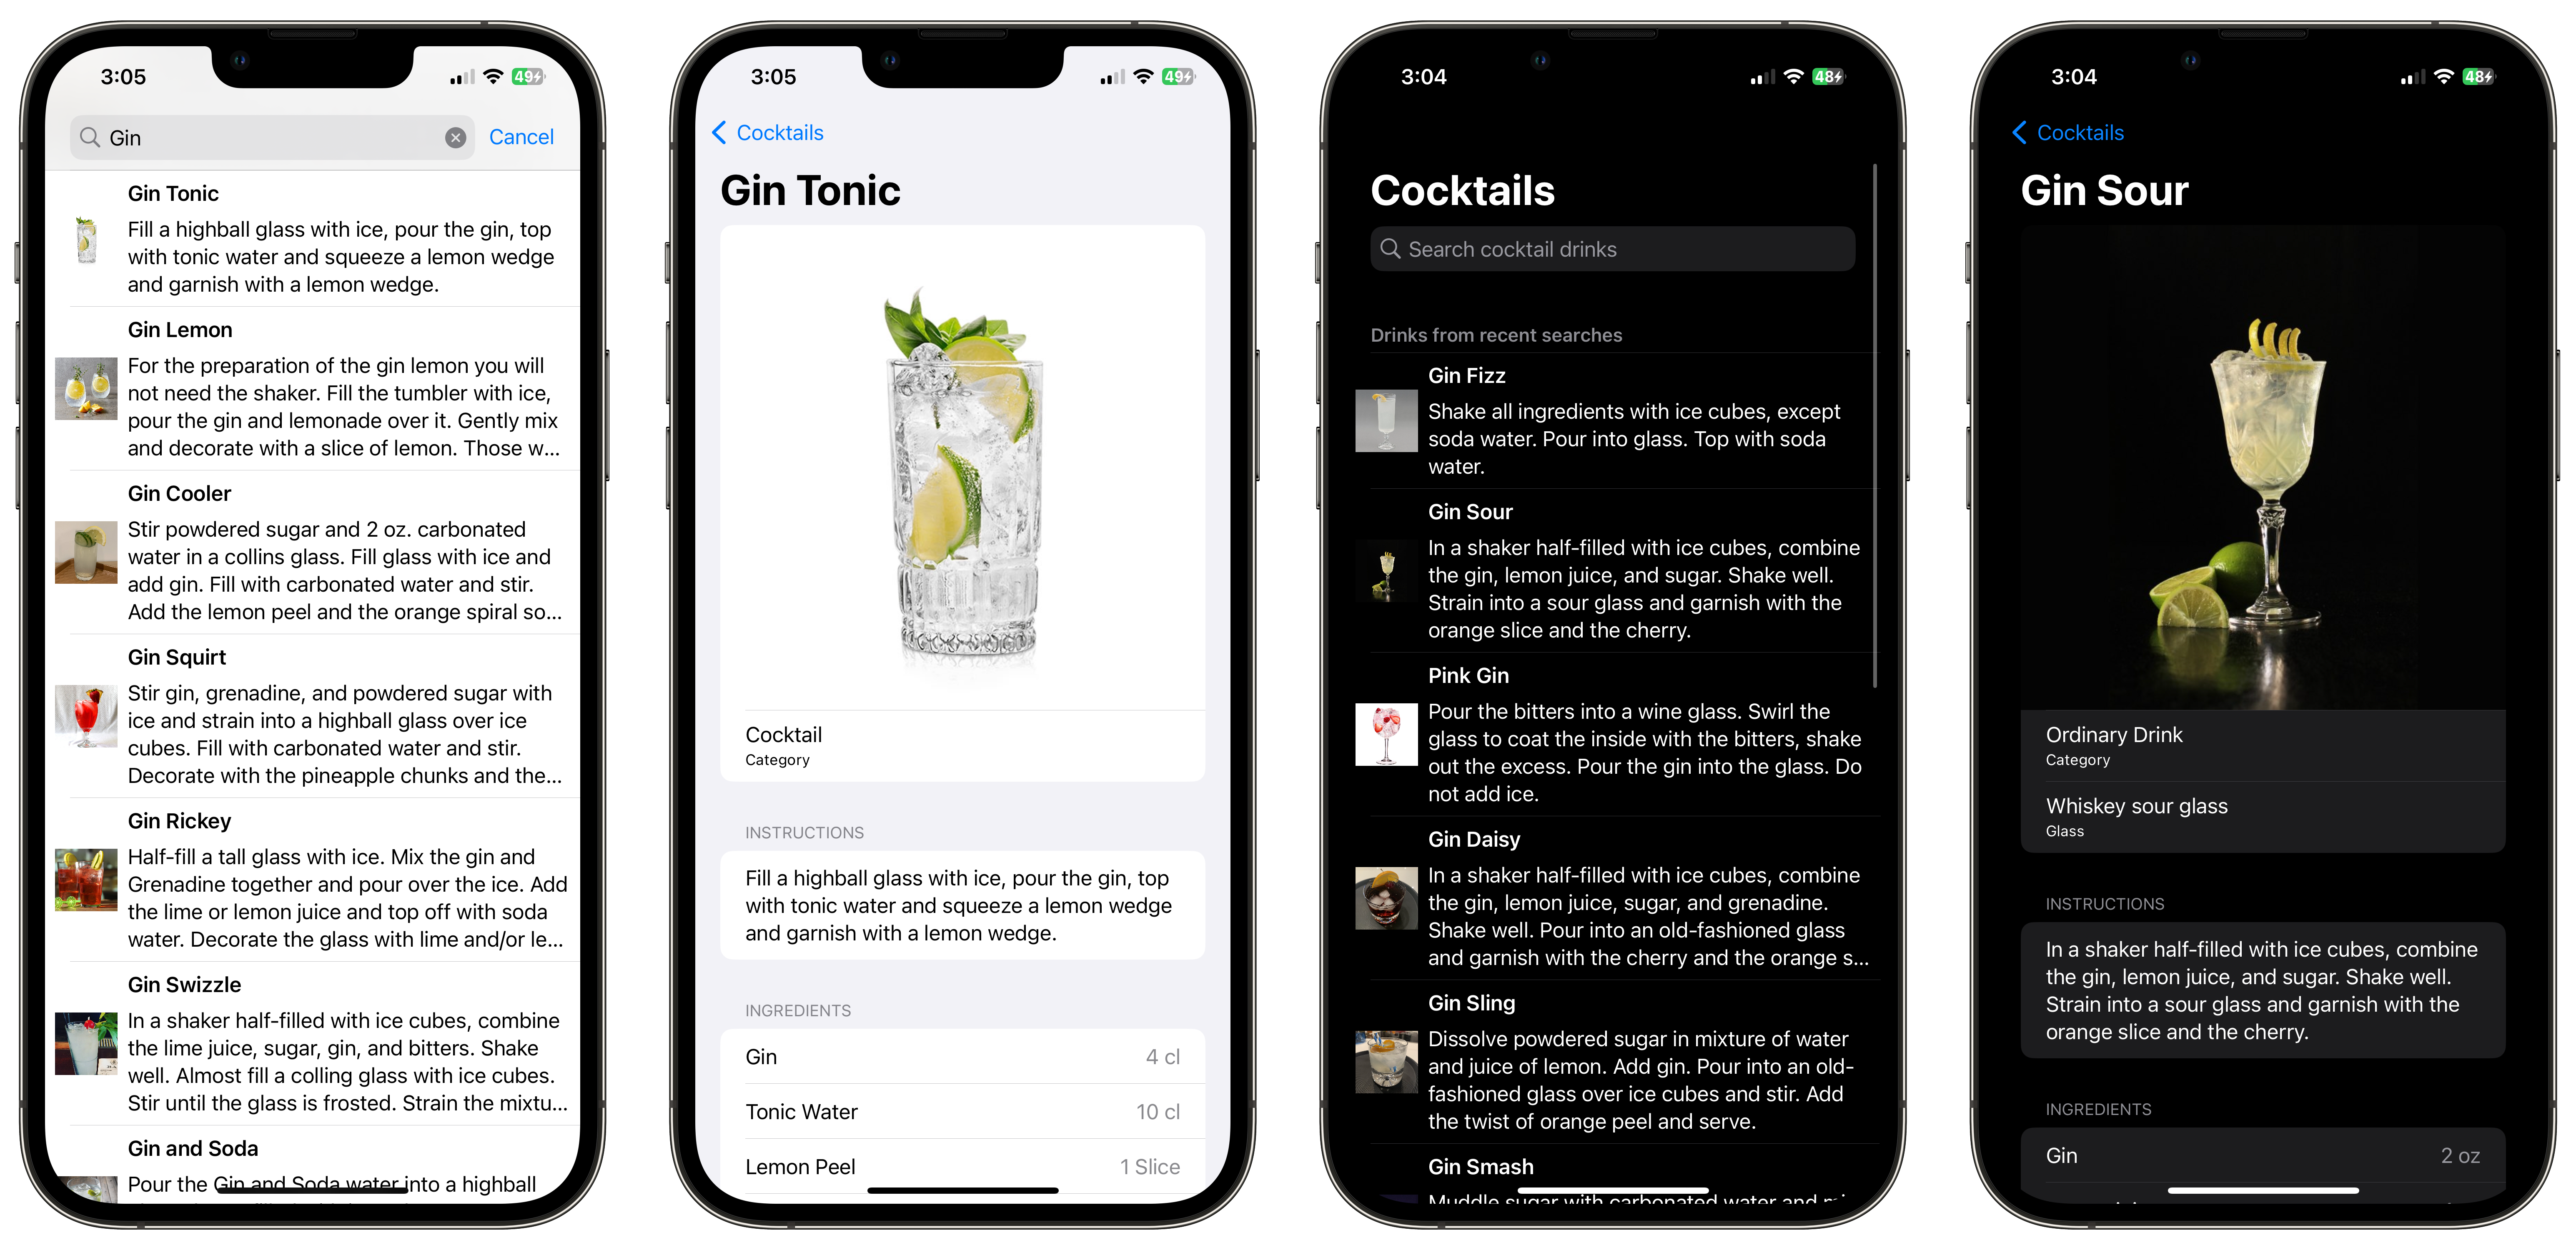 3:05
49
Gin
Cancel
Gin Tonic
Fill a highball glass with ice, pour the gin, top
with tonic water and squeeze a lemon wedge
and garnish with a lemon wedge.
Gin Lemon
For the preparation of the gin lemon you will
not need the shaker. Fill the tumbler with ice,
pour the gin and lemonade over it. Gently mix
and decorate with a slice of lemon. Those w...
Gin Cooler
Stir powdered sugar and 2 oz. carbonated
water in a collins glass. Fill glass with ice and
add gin. Fill with carbonated water and stir.
Add the lemon peel and the orange spiral so...
Gin Squirt
Stir gin, grenadine, and powdered sugar with
ice and strain into a highball glass over ice
cubes. Fill with carbonated water and stir.
Decorate with the pineapple chunks and the...
Gin Rickey
Half-fill a tall glass with ice. Mix the gin and
Grenadine together and pour over the ice. Add
the lime or lemon juice and top off with soda
water. Decorate the glass with lime and/or le...
Gin Swizzle
In a shaker half-filled with ice cubes, combine
the lime juice, sugar, gin, and bitters. Shake
well. Almost fill a colling glass with ice cubes.
Stir until the glass is frosted. Strain the mixtu...
Gin and Soda
Pour the Gin and Soda water into a highball
3:05
49
Cocktails
Gin Tonic
Cocktail
Category
INSTRUCTIONS
Fill a highball glass with ice, pour the gin, top
with tonic water and squeeze a lemon wedge
and garnish with a lemon wedge.
INGREDIENTS
Gin 4 cl
Tonic Water 10 cl
Lemon Peel 1 Slice
3:04
48
Cocktails
Search cocktail drinks
Drinks from recent searches
Gin Fizz
Shake all ingredients with ice cubes, except
soda water. Pour into glass. Top with soda
water.
Gin Sour
In a shaker half-filled with ice cubes, combine
the gin, lemon juice, and sugar. Shake well.
Strain into a sour glass and garnish with the
orange slice and the cherry.
Pink Gin
Pour the bitters into a wine glass. Swirl the
glass to coat the inside with the bitters, shake
out the excess. Pour the gin into the glass. Do
not add ice.
Gin Daisy
In a shaker half-filled with ice cubes, combine
the gin, lemon juice, sugar, and grenadine.
Shake well. Pour into an old-fashioned glass
and garnish with the cherry and the orange s...
Gin Sling
Dissolve powdered sugar in mixture of water
and juice of lemon. Add gin. Pour into an old-
fashioned glass over ice cubes and stir. Add
the twist of orange peel and serve.
Gin Smash
Muddle sugar with carbonated water and
3:04
48
Cocktails
Gin Sour
Ordinary Drink
Category
Whiskey sour glass
Glass
INSTRUCTIONS
In a shaker half-filled with ice cubes, combine
the gin, lemon juice, and sugar. Shake well.
Strain into a sour glass and garnish with the
orange slice and the cherry.
INGREDIENTS
Gin 2 oz